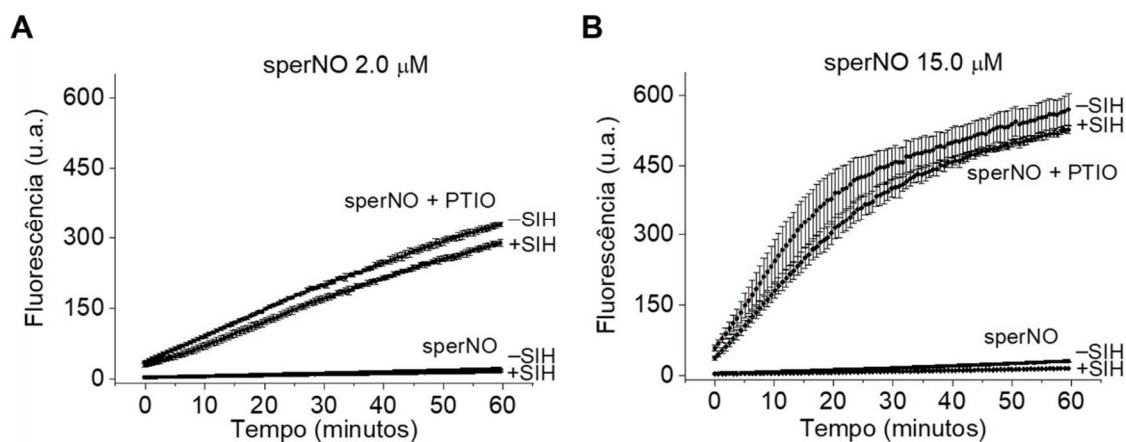 A
sperNO 2.0 μM
Fluorescência (u.a.)
600
450
300
150
0
sperNO + PTIO
–SIH
+SIH
sperNO
–SIH
+SIH
0 10 20 30 40 50 60
Tempo (minutos)
B
sperNO 15.0 μM
Fluorescência (u.a.)
600
450
300
150
0
–SIH
+SIH
sperNO + PTIO
sperNO
–SIH
+SIH
0 10 20 30 40 50 60
Tempo (minutos)